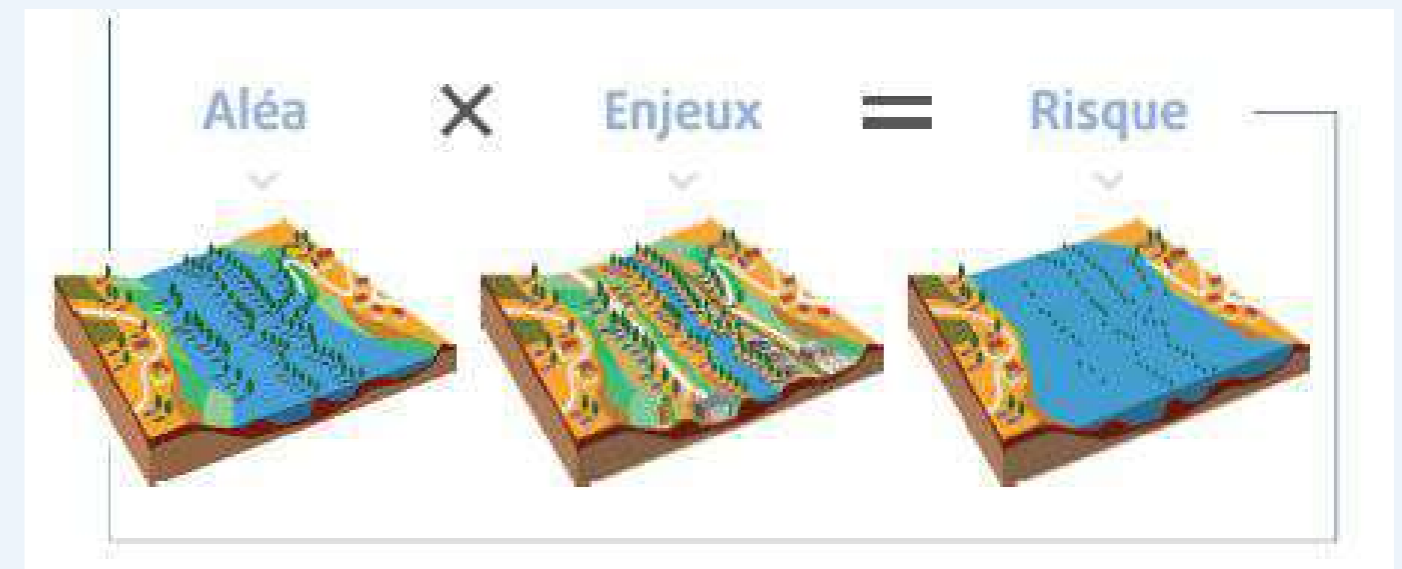 Aléa × Enjeux = Risque